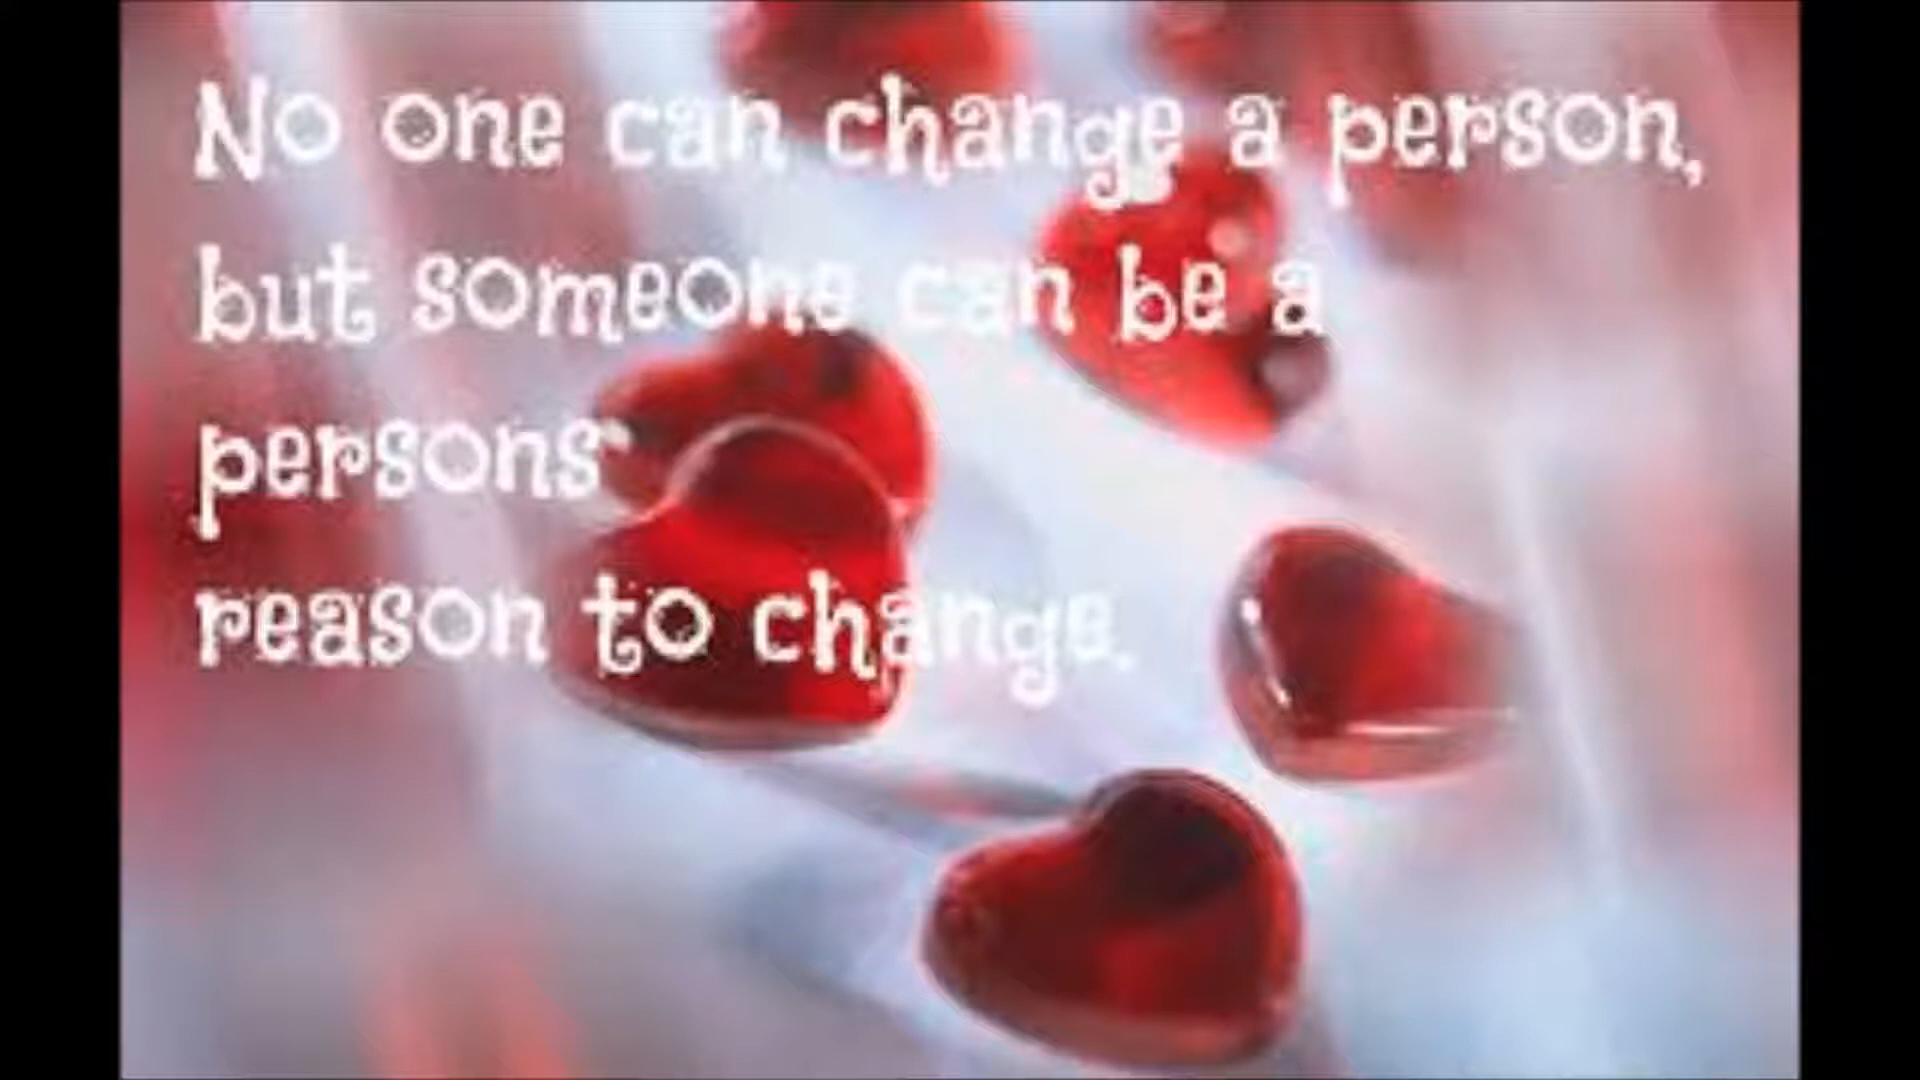 No one can change a person,
but someone can be a
persons'
reason to change.